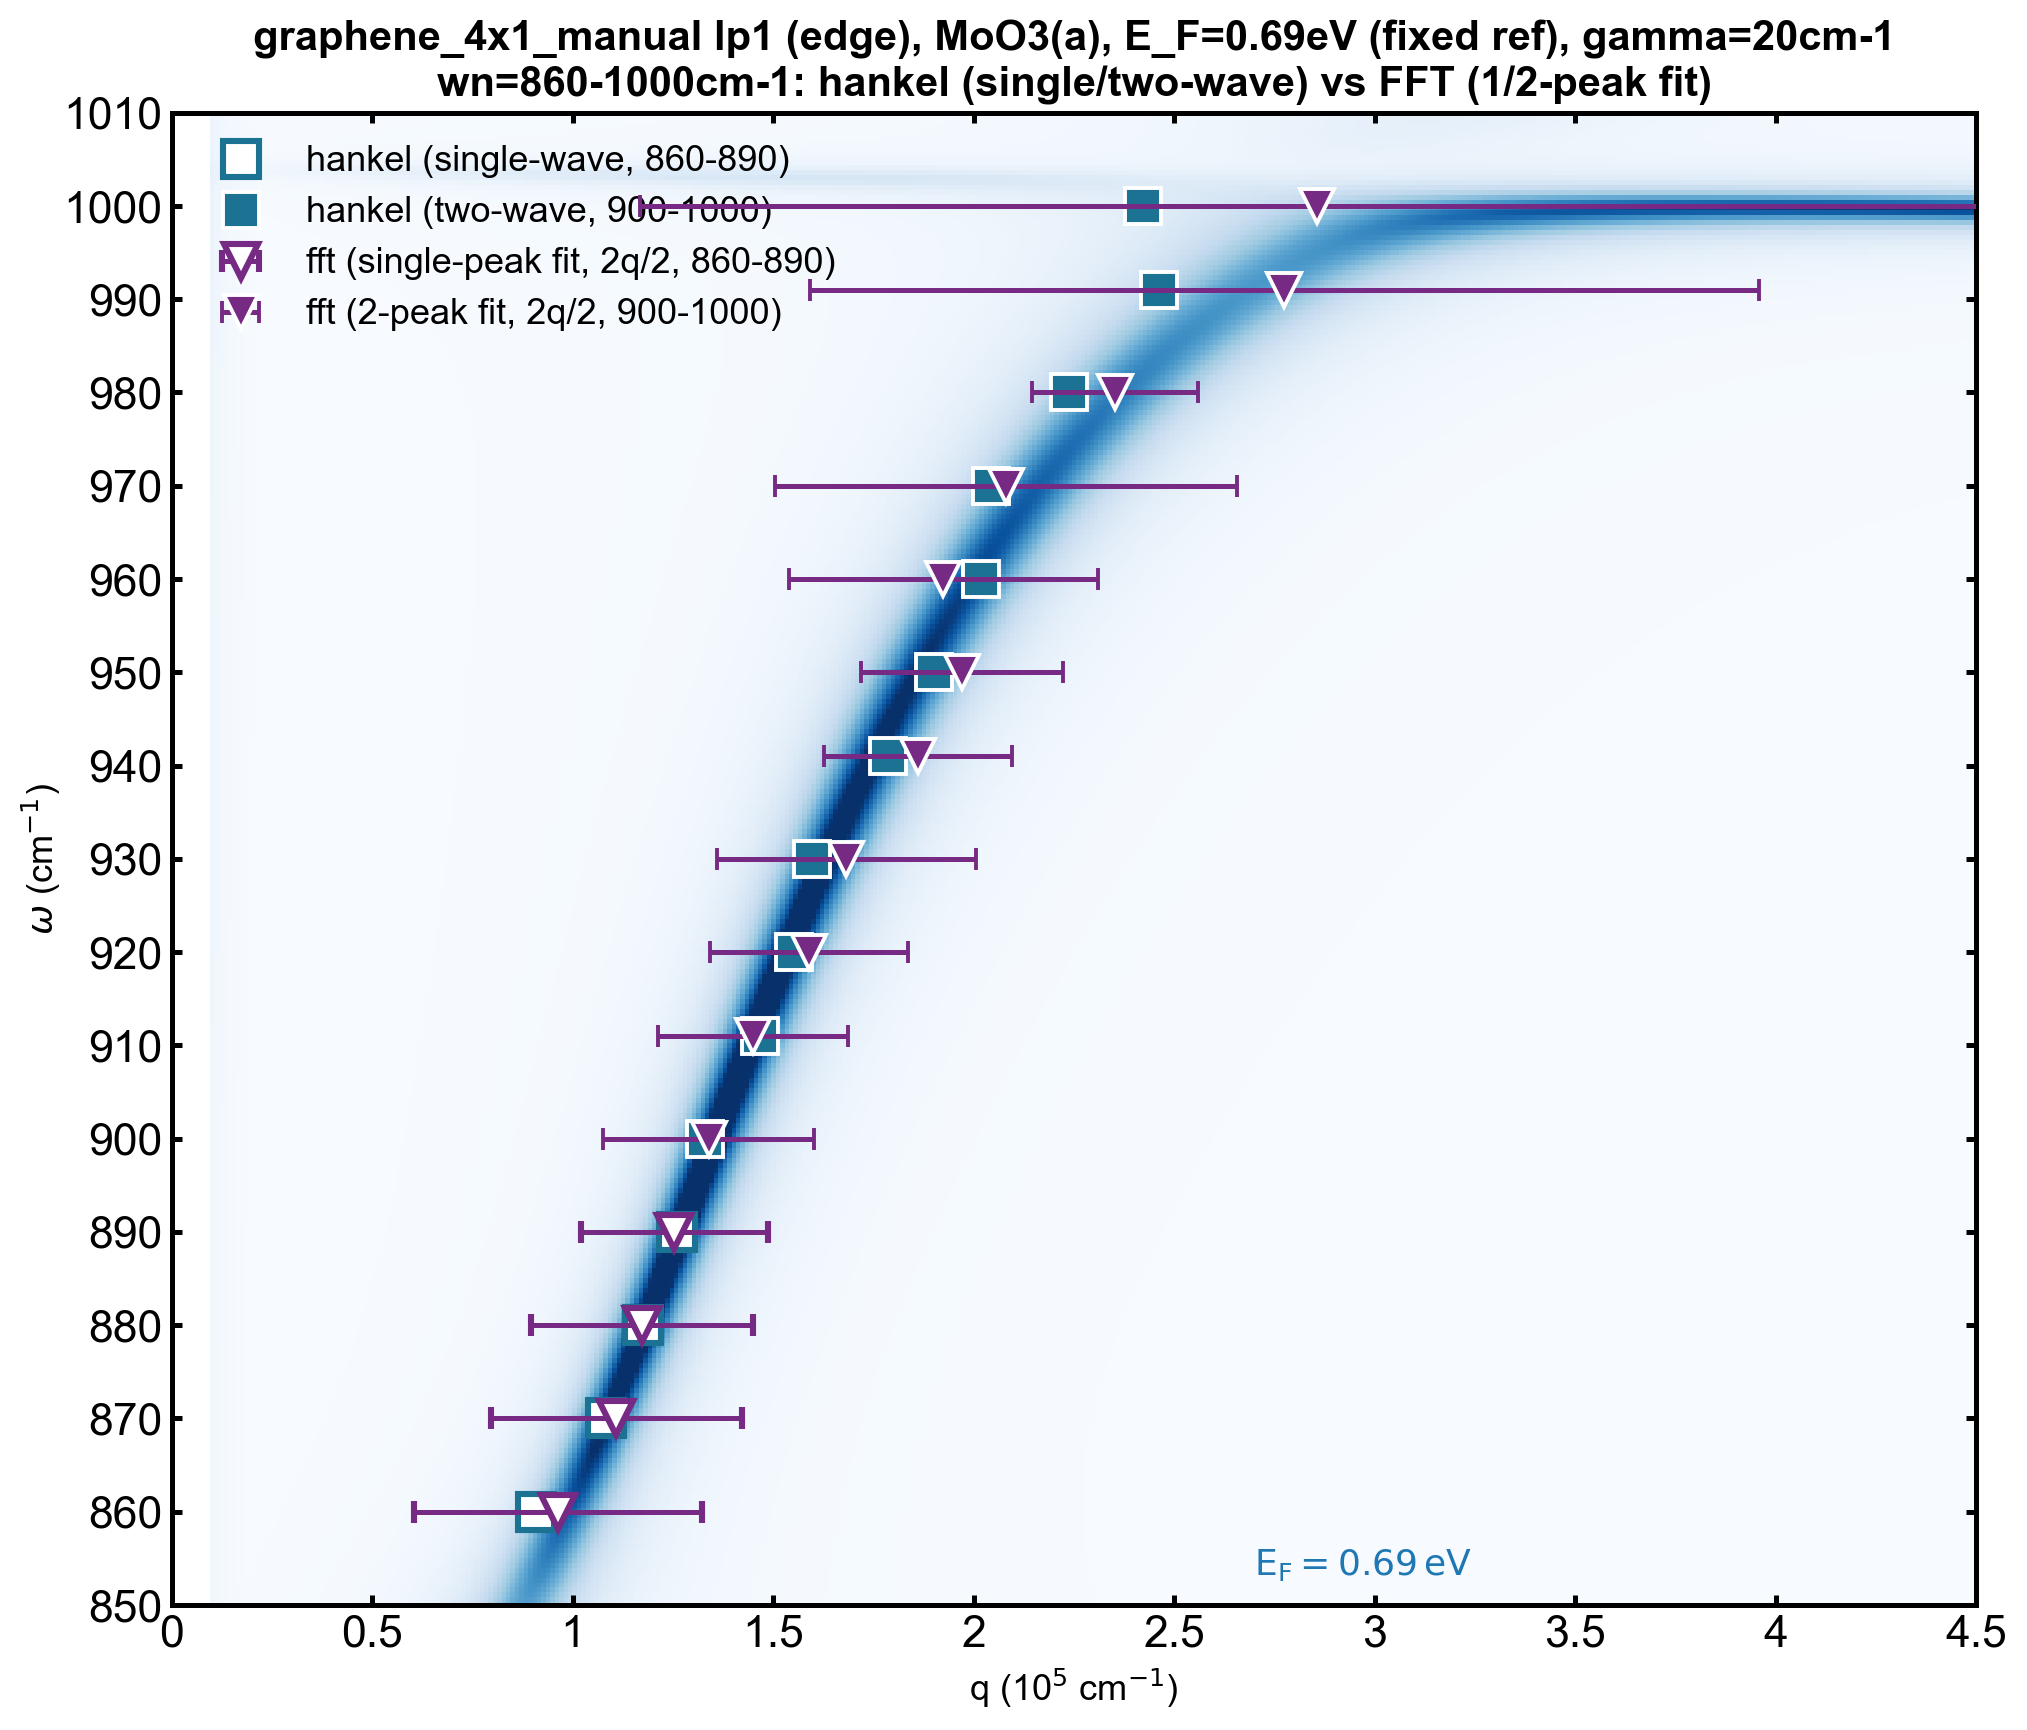 graphene_4x1_manual lp1 (edge), MoO3(a), E_F=0.69eV (fixed ref), gamma=20cm-1
wn=860-1000cm-1: hankel (single/two-wave) vs FFT (1/2-peak fit)
hankel (single-wave, 860-890)
hankel (two-wave, 900-1000)
fft (single-peak fit, 2q/2, 860-890)
fft (2-peak fit, 2q/2, 900-1000)
1010
1000
990
980
970
960
950
940
930
920
910
900
890
880
870
860
850
ω (cm⁻¹)
E_F = 0.69 eV
0 0.5 1 1.5 2 2.5 3 3.5 4 4.5
q (10⁵ cm⁻¹)